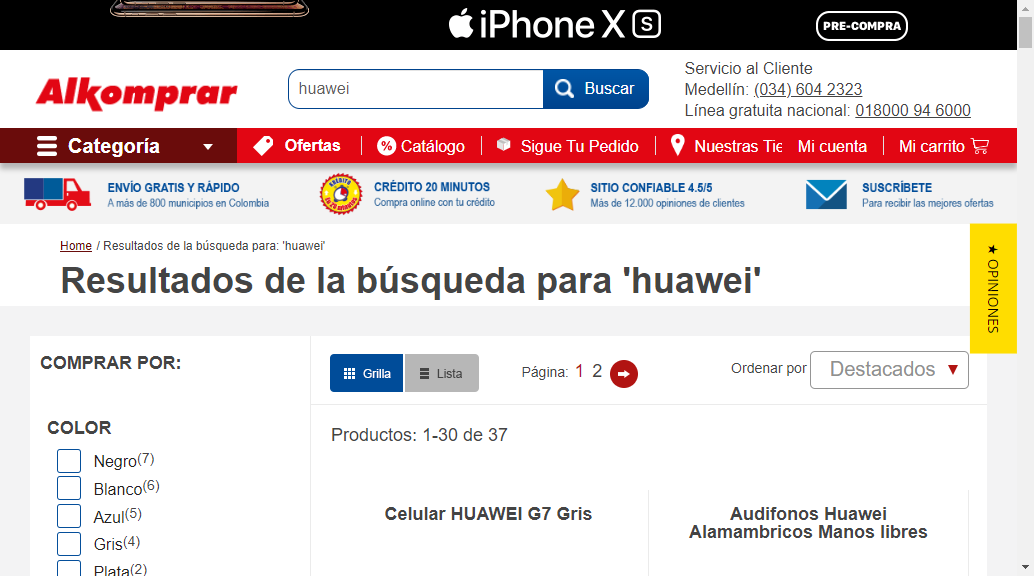 iPhone XS
PRE-COMPRA
Alkomprar
huawei
Buscar
Servicio al Cliente
Medellín: (034) 604 2323
Línea gratuita nacional: 018000 94 6000
Categoría
Ofertas
Catálogo
Sigue Tu Pedido
Nuestras Tie
Mi cuenta
Mi carrito
ENVÍO GRATIS Y RÁPIDO
A más de 800 municipios en Colombia
CRÉDITO 20 MINUTOS
Compra online con tu crédito
SITIO CONFIABLE 4.5/5
Más de 12.000 opiniones de clientes
SUSCRÍBETE
Para recibir las mejores ofertas
★ OPINIONES
Home / Resultados de la búsqueda para: 'huawei'
Resultados de la búsqueda para 'huawei'
COMPRAR POR:
Grilla
Lista
Página: 1 2
Ordenar por
Destacados
Productos: 1-30 de 37
COLOR
Negro(7)
Blanco(6)
Azul(5)
Gris(4)
Plata(2)
Celular HUAWEI G7 Gris
Audifonos Huawei
Alamambricos Manos libres